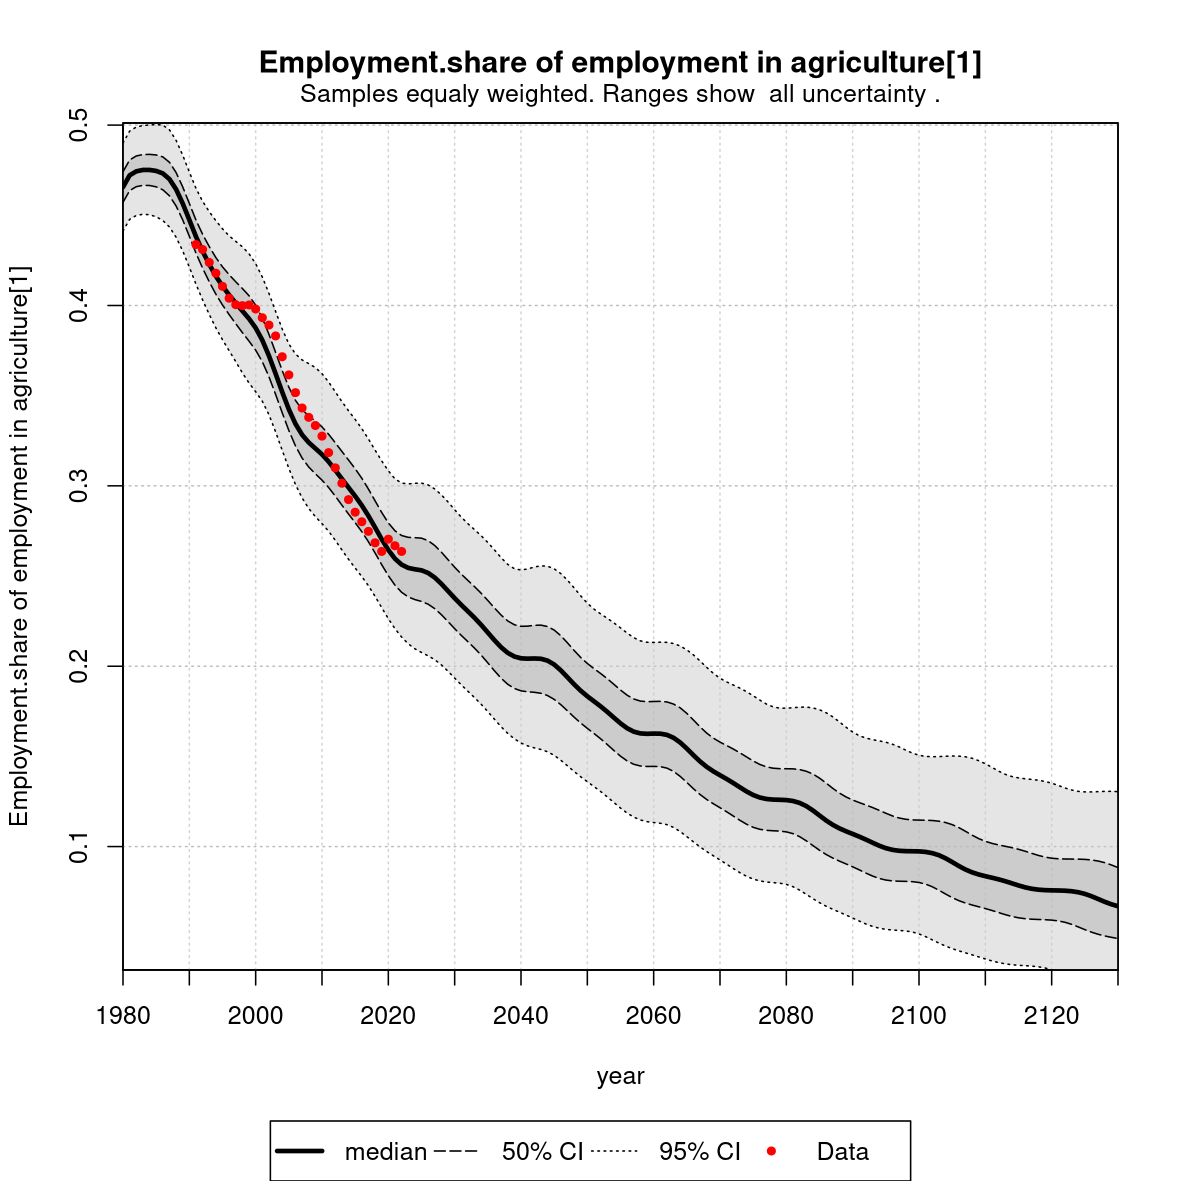 Employment.share of employment in agriculture[1]
Samples equaly weighted. Ranges show  all uncertainty .
Employment.share of employment in agriculture[1]
0.5
0.4
0.3
0.2
0.1
1980 2000 2020 2040 2060 2080 2100 2120
year
median 50% CI 95% CI Data